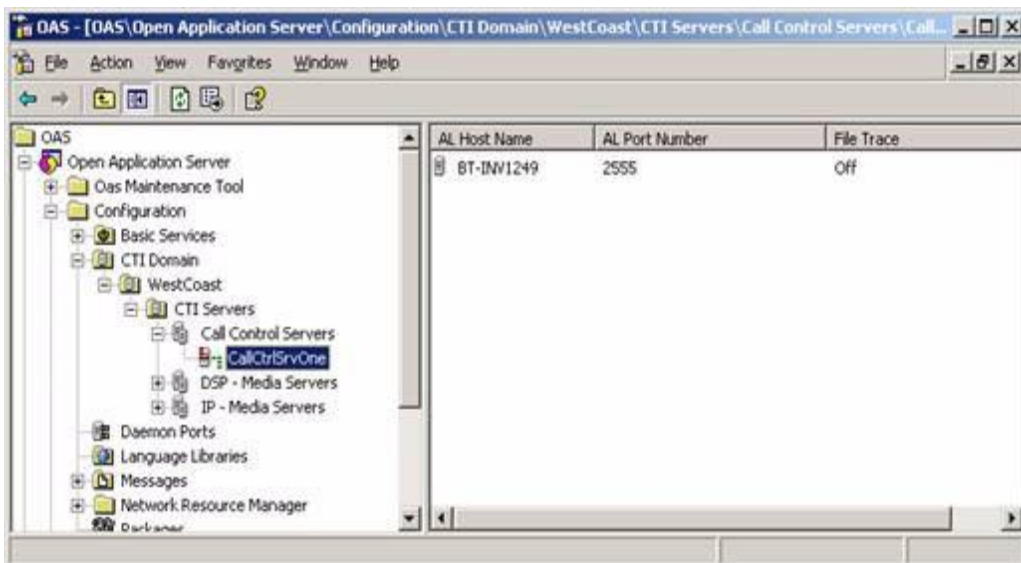 OAS - [OAS\Open Application Server\Configuration\CTI Domain\WestCoast\CTI Servers\Call Control Servers\Call...
File Action View Favorites Window Help
OAS
Open Application Server
Oas Maintenance Tool
Configuration
Basic Services
CTI Domain
WestCoast
CTI Servers
Call Control Servers
CallCtrlSrvOne
DSP - Media Servers
IP - Media Servers
Daemon Ports
Language Libraries
Messages
Network Resource Manager
Packages
AL Host Name AL Port Number File Trace
BT-INV1249 2555 Off